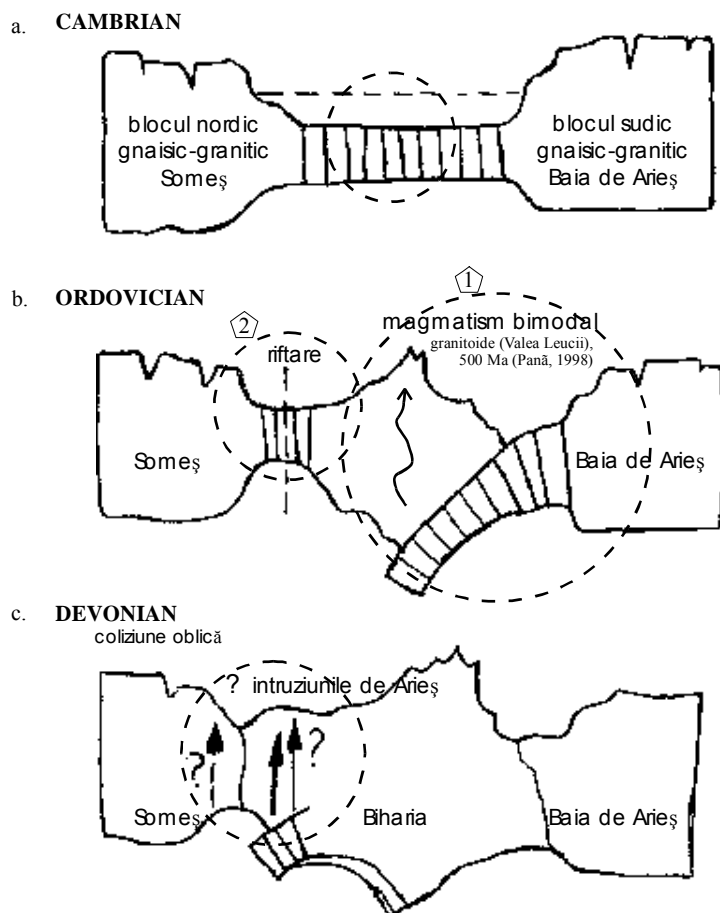 a. CAMBRIAN
blocul nordic
gnaisic-granitic
Someş
blocul sudic
gnaisic-granitic
Baia de Arieş
b. ORDOVICIAN
1
2
magmatism bimodal
granitoide (Valea Leucii),
500 Ma (Pană, 1998)
riftare
Someş
Baia de Arieş
c. DEVONIAN
coliziune oblică
? intruziunile de Arieş
?
?
Someş
Biharia
Baia de Arieş